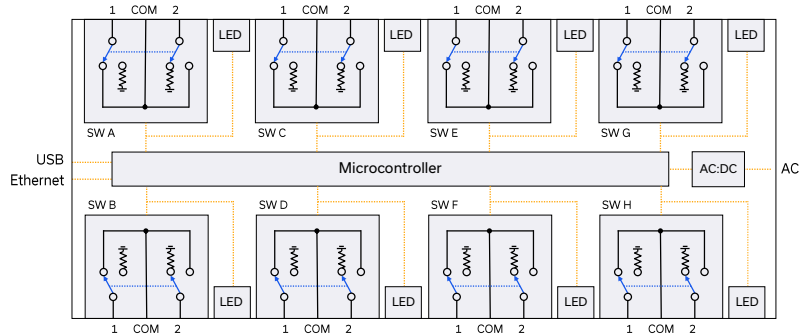 1 COM 2 1 COM 2 1 COM 2 1 COM 2
LED LED LED LED
SW A SW C SW E SW G
USB
Microcontroller AC:DC AC
Ethernet
SW B SW D SW F SW H
LED LED LED LED
1 COM 2 1 COM 2 1 COM 2 1 COM 2